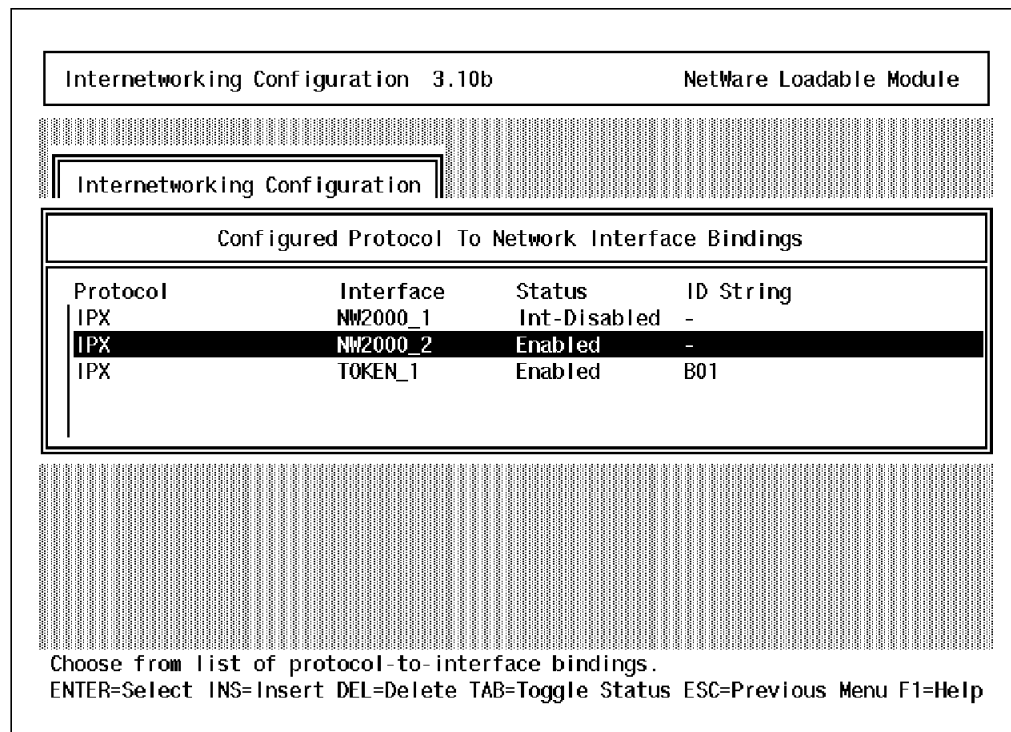 Internetworking Configuration 3.10b NetWare Loadable Module
Internetworking Configuration
Configured Protocol To Network Interface Bindings
Protocol Interface Status ID String
IPX NW2000_1 Int-Disabled -
IPX NW2000_2 Enabled -
IPX TOKEN_1 Enabled B01
Choose from list of protocol-to-interface bindings.
ENTER=Select INS=Insert DEL=Delete TAB=Toggle Status ESC=Previous Menu F1=Help